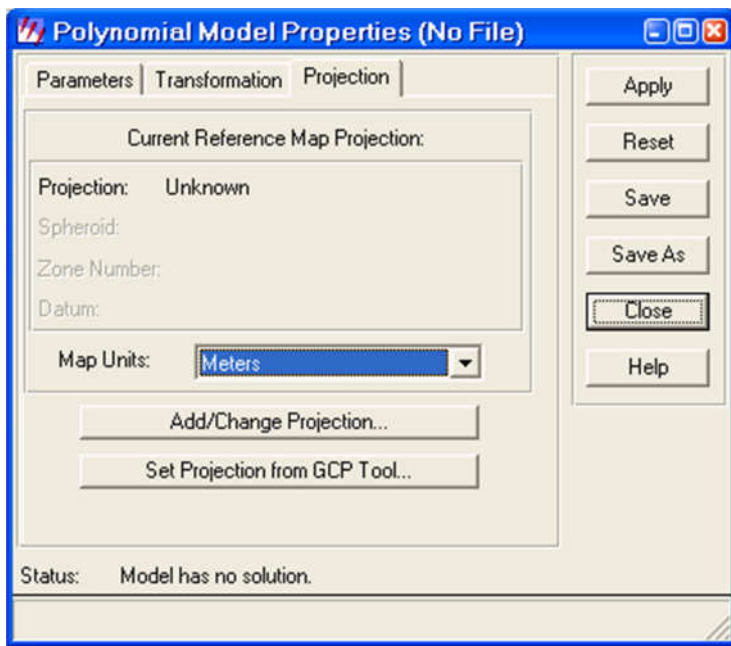 Polynomial Model Properties (No File)
Parameters Transformation Projection
Current Reference Map Projection:
Projection: Unknown
Spheroid:
Zone Number:
Datum:
Map Units: Meters
Add/Change Projection...
Set Projection from GCP Tool...
Apply
Reset
Save
Save As
Close
Help
Status: Model has no solution.